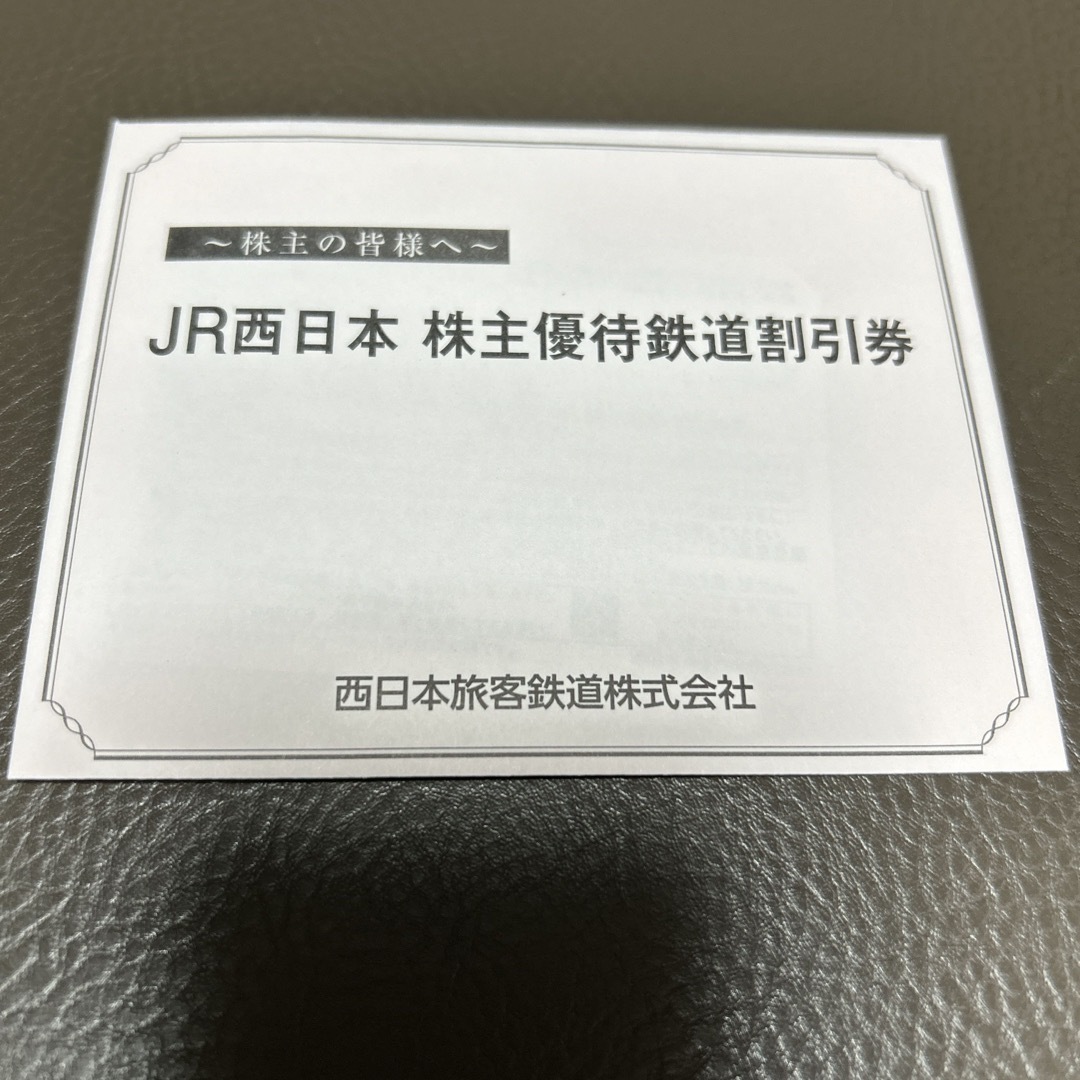 ～株主の皆様へ～
JR西日本 株主優待鉄道割引券
西日本旅客鉄道株式会社